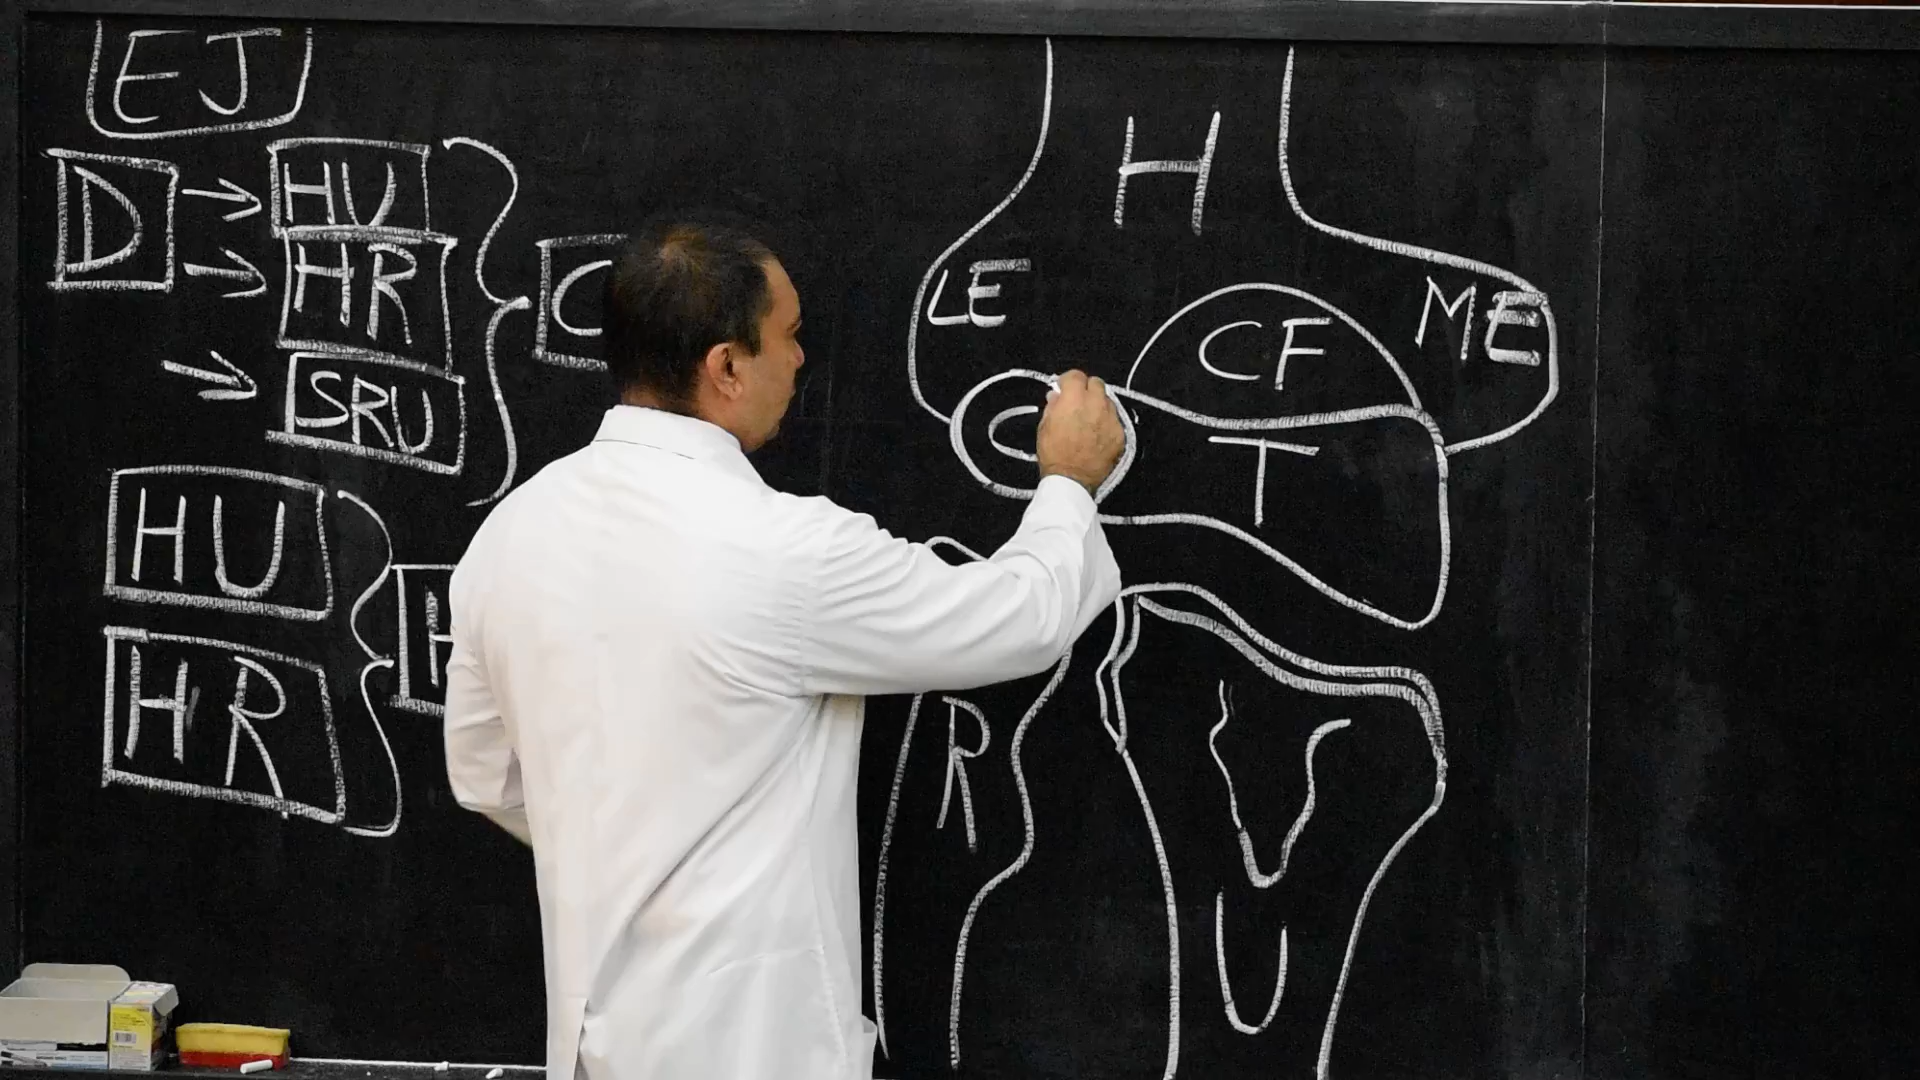 EJ
D → HU
→ HR
→ SRU
C
HU
HR
H
LE
ME
CF
C
T
R
U